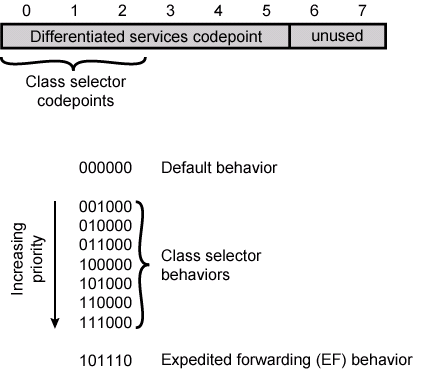 0 1 2 3 4 5 6 7
Differentiated services codepoint unused
Class selector
codepoints
000000 Default behavior
Increasing
priority
001000
010000
011000
100000
101000
110000
111000
Class selector
behaviors
101110 Expedited forwarding (EF) behavior